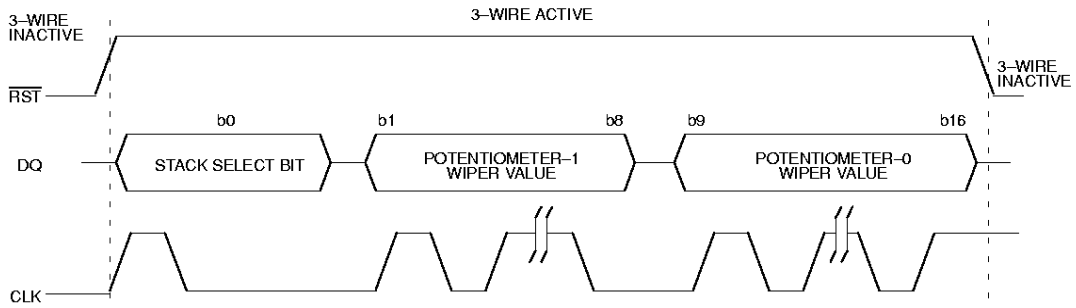 3–WIRE
INACTIVE
3–WIRE ACTIVE
3–WIRE
INACTIVE
RST
b0
b1
b8
b9
b16
DQ
STACK SELECT BIT
POTENTIOMETER–1
WIPER VALUE
POTENTIOMETER–0
WIPER VALUE
CLK